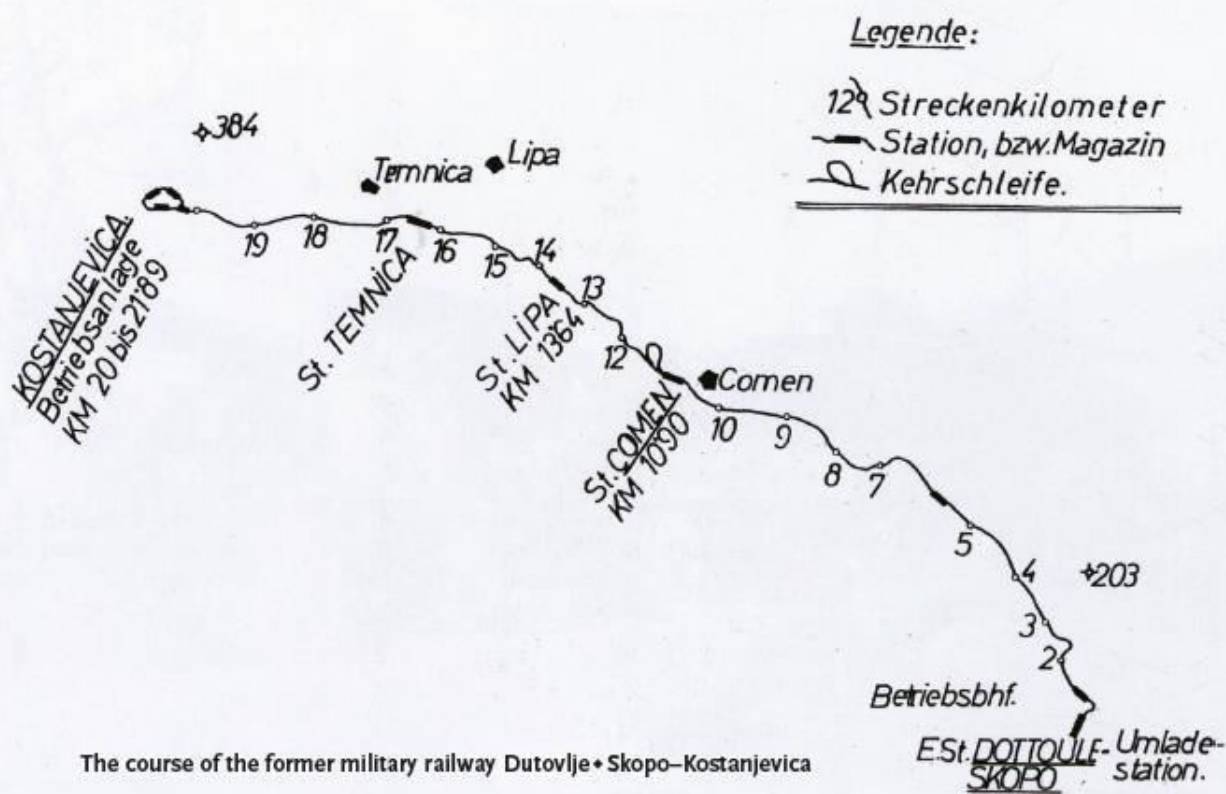 Legende:
12 Streckenkilometer
Station, bzw. Magazin
Kehrschleife.
384
Temnica
Lipa
19
18
17
16
15
14
13
12
10
9
8
7
5
4
3
2
KOSTANJEVICA.
Betriebsanlage
KM 20 bis 21'89
St. TEMNICA
St. LIPA
KM 13'64
Comen
St. COMEN
KM 10'90
203
Betriebsbhf.
E.St. DOTTOULE-
SKOPO
Umlade-
station.
The course of the former military railway Dutovlje • Skopo–Kostanjevica